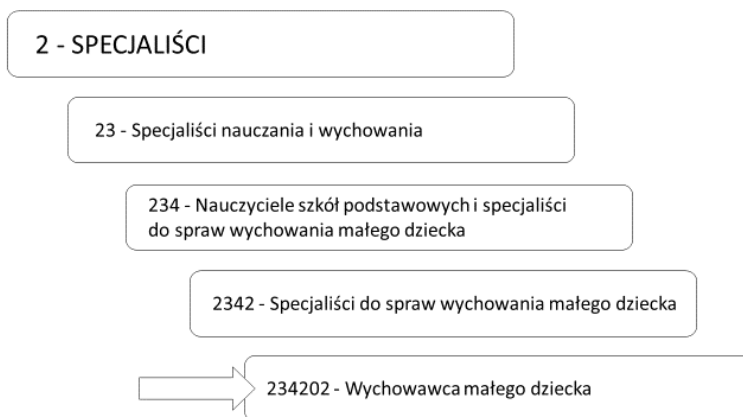 2 - SPECJALIŚCI
23 - Specjaliści nauczania i wychowania
234 - Nauczyciele szkół podstawowych i specjaliści
do spraw wychowania małego dziecka
2342 - Specjaliści do spraw wychowania małego dziecka
234202 - Wychowawca małego dziecka